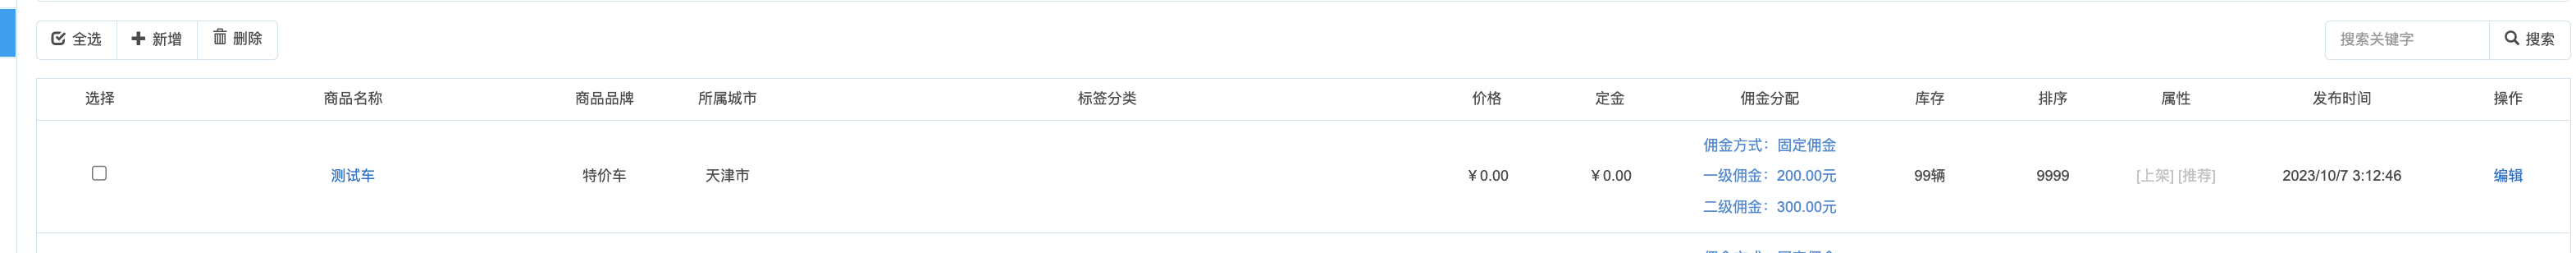 全选 新增 删除 搜索关键字 搜索
选择 商品名称 商品品牌 所属城市 标签分类 价格 定金 佣金分配 库存 排序 属性 发布时间 操作
佣金方式：固定佣金
测试车 特价车 天津市 ￥0.00 ￥0.00 一级佣金：200.00元 99辆 9999 [上架] [推荐] 2023/10/7 3:12:46 编辑
二级佣金：300.00元